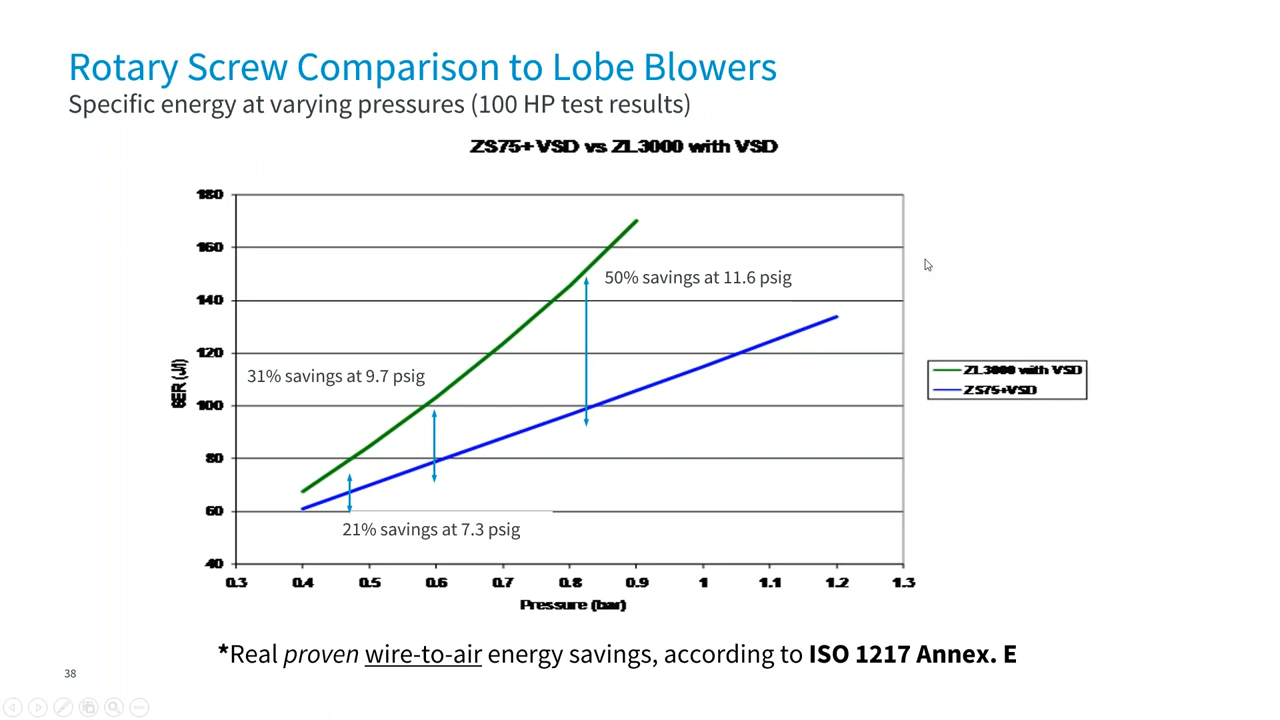 Rotary Screw Comparison to Lobe Blowers
Specific energy at varying pressures (100 HP test results)
ZS75+VSD vs ZL3000 with VSD
180
160
140
120
100
80
60
40
SER (J/l)
50% savings at 11.6 psig
31% savings at 9.7 psig
21% savings at 7.3 psig
ZL3000 with VSD
ZS75+VSD
0.3 0.4 0.5 0.6 0.7 0.8 0.9 1 1.1 1.2 1.3
Pressure (bar)
*Real proven wire-to-air energy savings, according to ISO 1217 Annex. E
38